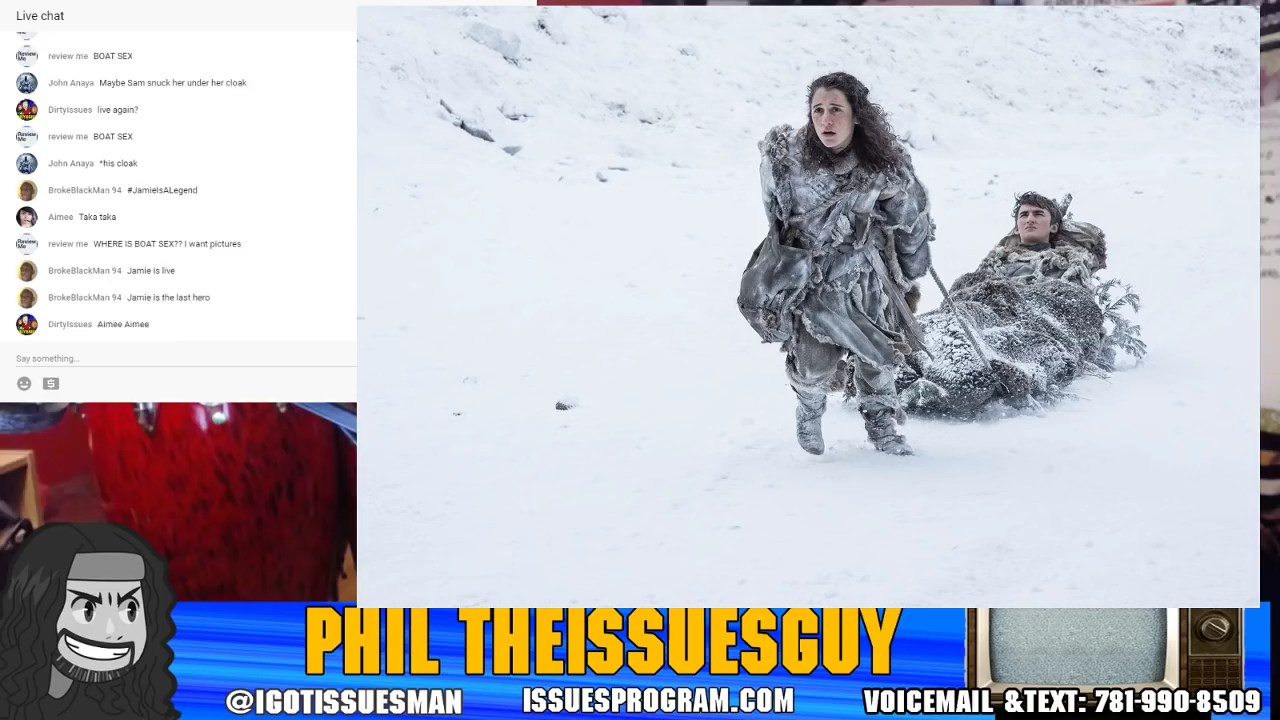 Live chat
review me BOAT SEX
John Anaya Maybe Sam snuck her under her cloak
DirtyIssues live again?
review me BOAT SEX
John Anaya *his cloak
BrokeBlackMan 94 #JamieIsALegend
Aimee Taka taka
review me WHERE IS BOAT SEX?? I want pictures
BrokeBlackMan 94 Jamie is live
BrokeBlackMan 94 Jamie is the last hero
DirtyIssues Aimee Aimee
Say something...
PHIL THEISSUESGUY
@IGOTISSUESMAN ISSUESPROGRAM.COM VOICEMAIL &TEXT: 781-990-8509